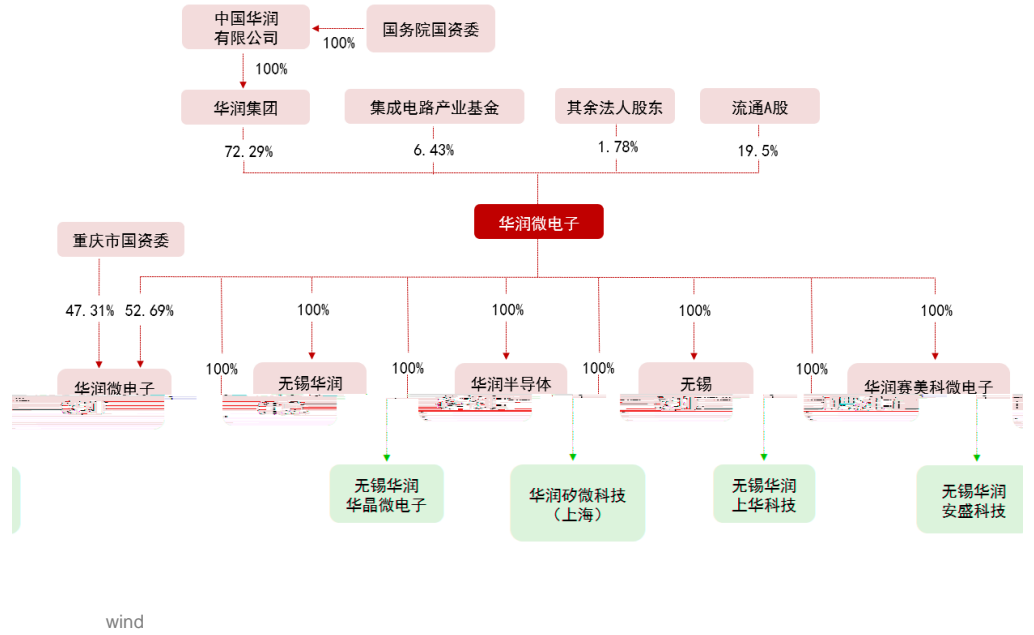 中国华润
有限公司
国务院国资委
100%
100%
华润集团
集成电路产业基金
其余法人股东
流通A股
72.29%
6.43%
1.78%
19.5%
华润微电子
重庆市国资委
47.31%
52.69%
100%
100%
100%
100%
100%
100%
100%
100%
华润微电子
无锡华润
华润半导体
无锡
华润赛美科微电子
无锡华润
华晶微电子
华润矽微科技
（上海）
无锡华润
上华科技
无锡华润
安盛科技
wind